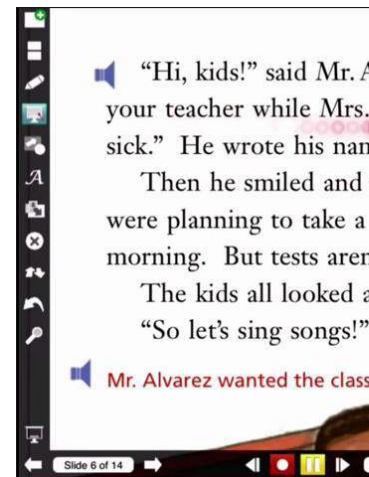 “Hi, kids!” said Mr. A
your teacher while Mrs.
sick.” He wrote his nam
Then he smiled and
were planning to take a
morning. But tests aren
The kids all looked a
“So let’s sing songs!”
Mr. Alvarez wanted the class
Slide 6 of 14